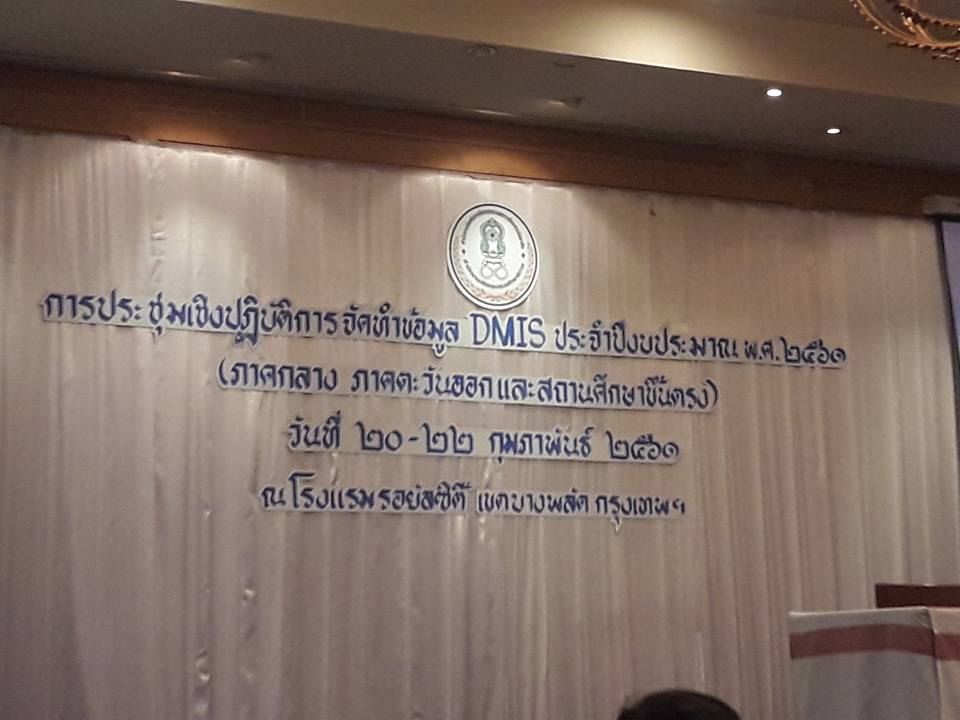 การประชุมเชิงปฏิบัติการจัดทำข้อมูล DMIS ประจำปีงบประมาณ พ.ศ.๒๕๖๑
(ภาคกลาง ภาคตะวันออกและสถานศึกษาขึ้นตรง)
วันที่ ๒๐-๒๒ กุมภาพันธ์ ๒๕๖๑
ณ โรงแรมรอยัลซิตี้ เขตบางพลัด กรุงเทพฯ